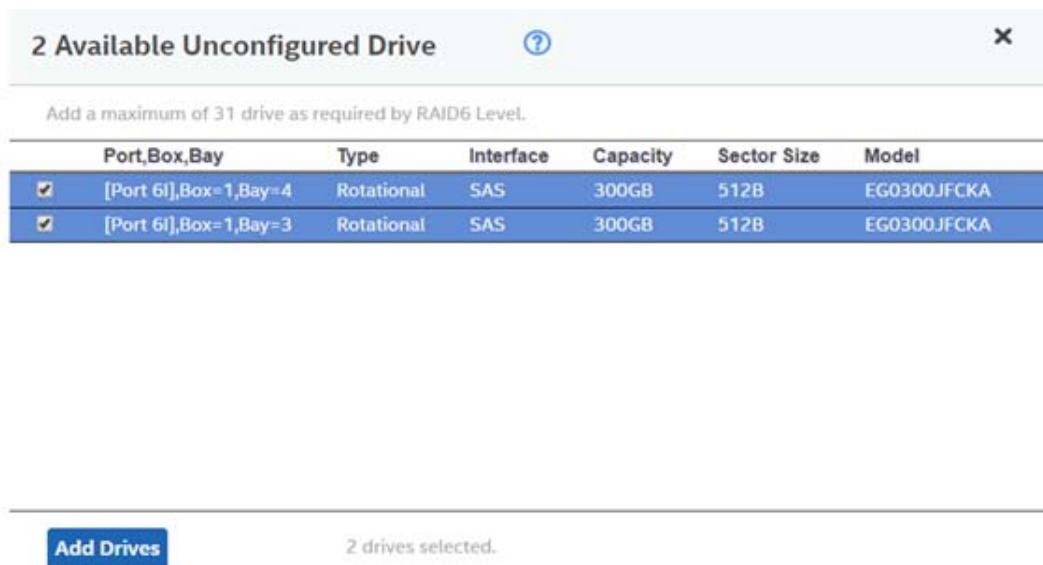 2 Available Unconfigured Drive ?
Add a maximum of 31 drive as required by RAID6 Level.
Port,Box,Bay Type Interface Capacity Sector Size Model
[Port 6I],Box=1,Bay=4 Rotational SAS 300GB 512B EG0300JFCKA
[Port 6I],Box=1,Bay=3 Rotational SAS 300GB 512B EG0300JFCKA
Add Drives 2 drives selected.